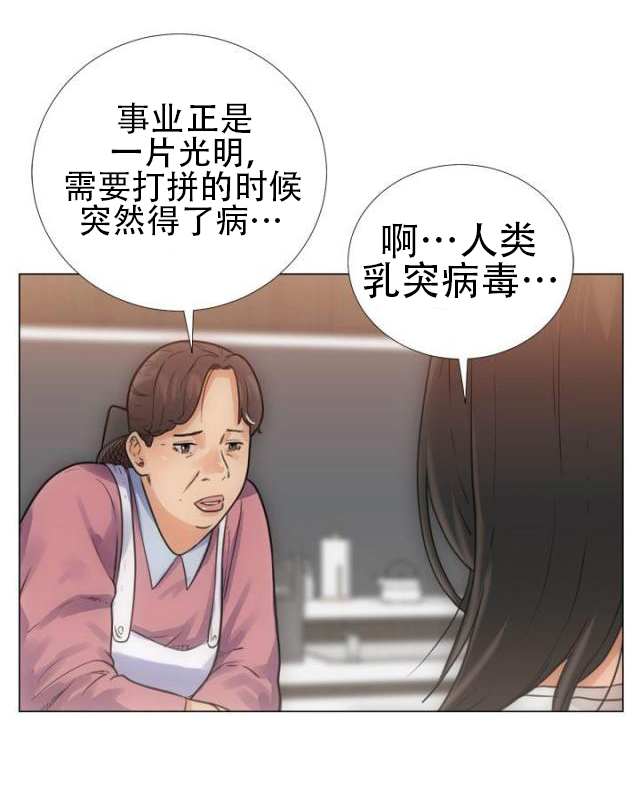 事业正是
一片光明,
需要打拼的时候
突然得了病…
啊…人类
乳突病毒…